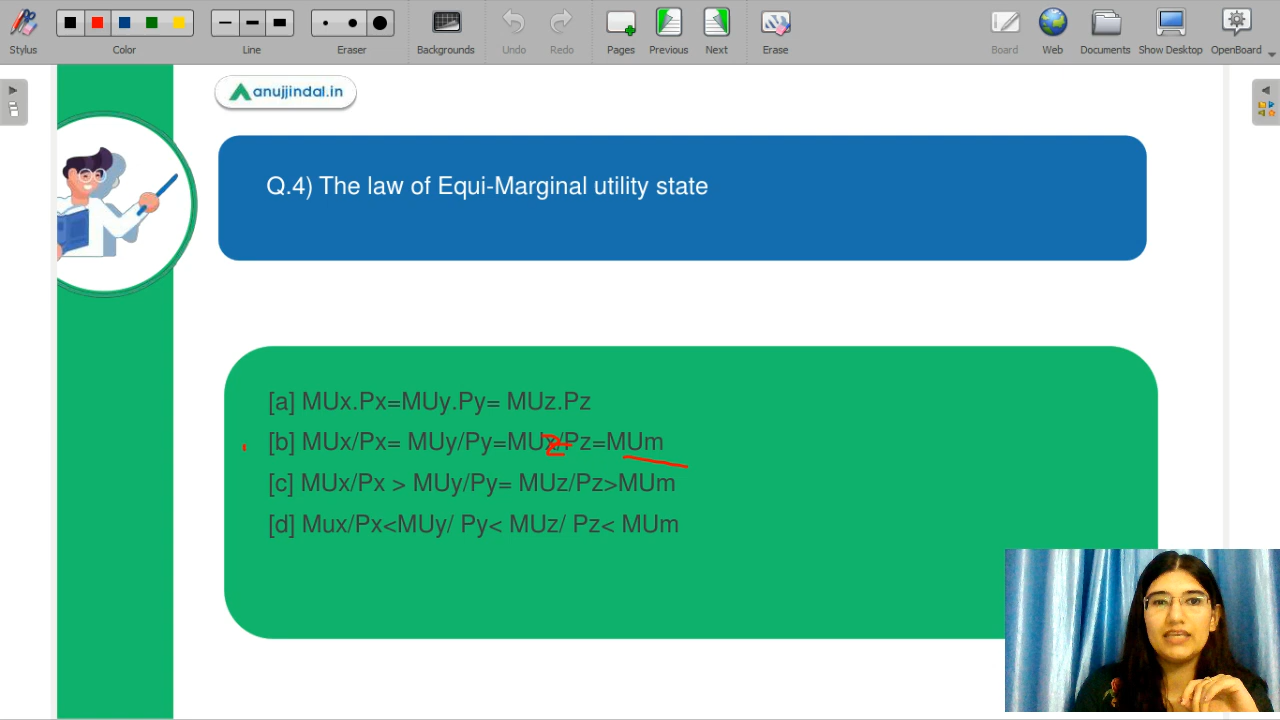 Stylus
Color
Line
Eraser
Backgrounds
Undo
Redo
Pages
Previous
Next
Erase
Board
Web
Documents
Show Desktop
OpenBoard
anujjindal.in
Q.4) The law of Equi-Marginal utility state
[a] MUx.Px=MUy.Py= MUz.Pz
[b] MUx/Px= MUy/Py=MUx/Pz=MUm
z
[c] MUx/Px > MUy/Py= MUz/Pz>MUm
[d] Mux/Px<MUy/ Py< MUz/ Pz< MUm